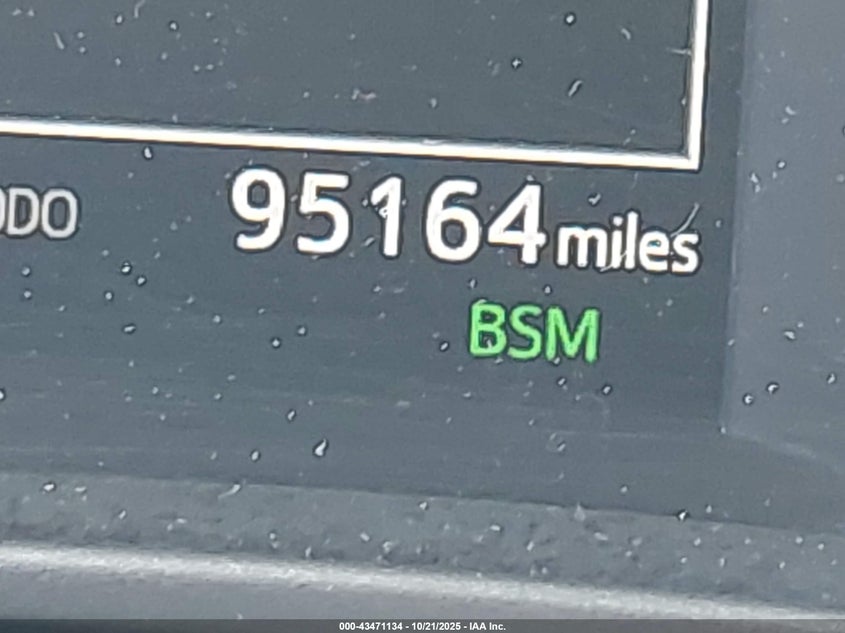 ODO 95164 miles
BSM
000-43471134 - 10/21/2025 - IAA Inc.